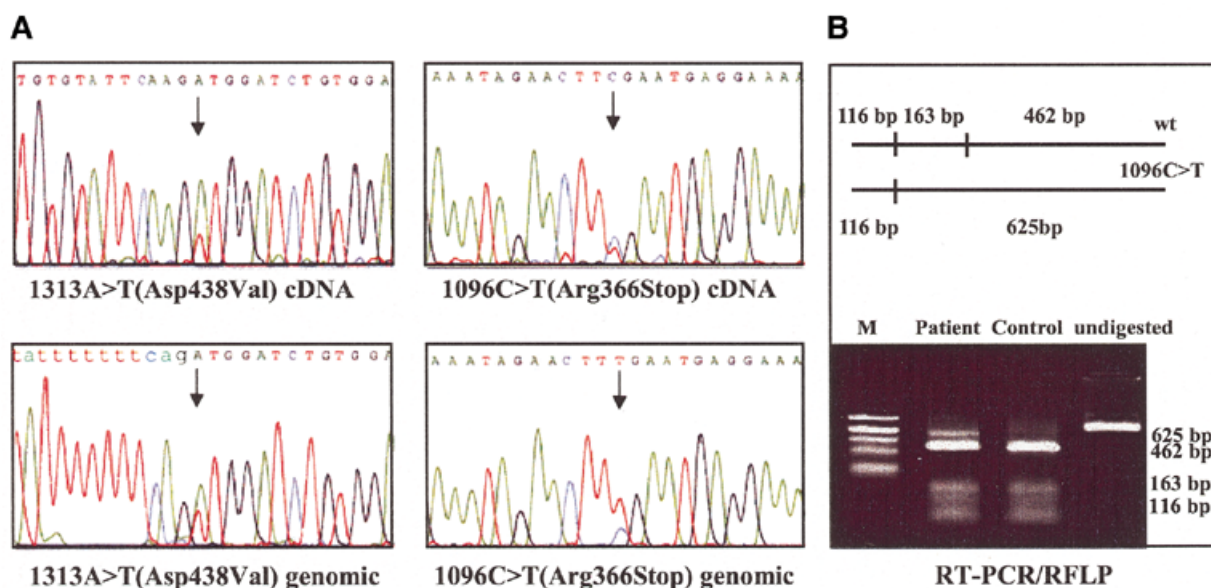 A
TGTGTATTCAAGATGGATCTGTGGA
1313A>T(Asp438Val) cDNA
AAATAGAACTTCGAATGAGGAAAA
1096C>T(Arg366Stop) cDNA
tatttttttcagATGGATCTGTGGA
1313A>T(Asp438Val) genomic
AAATAGAACTTTGAATGAGGAAA
1096C>T(Arg366Stop) genomic
B
116 bp 163 bp 462 bp wt
1096C>T
116 bp 625bp
M Patient Control undigested
625 bp
462 bp
163 bp
116 bp
RT-PCR/RFLP